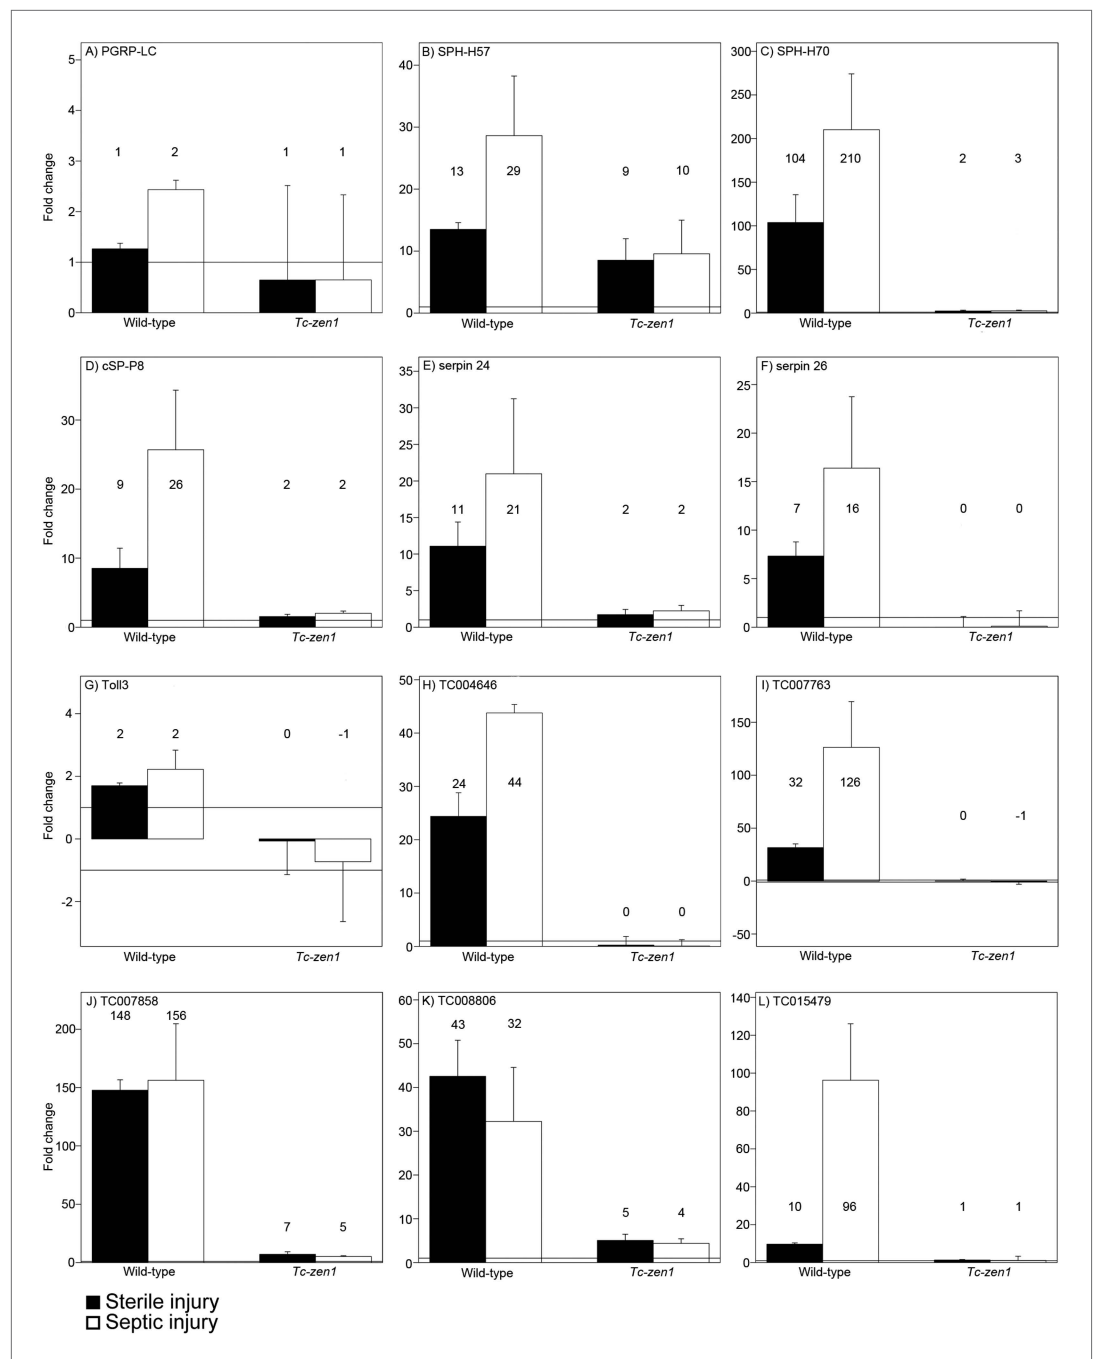 A) PGRP-LC
5
4
3
2
1
0
Fold change
1 2 1 1
Wild-type Tc-zen1
B) SPH-H57
40
30
20
10
0
13 29 9 10
Wild-type Tc-zen1
C) SPH-H70
300
250
200
150
100
50
0
104 210 2 3
Wild-type Tc-zen1
D) cSP-P8
30
20
10
0
Fold change
9 26 2 2
Wild-type Tc-zen1
E) serpin 24
35
30
25
20
15
10
5
0
11 21 2 2
Wild-type Tc-zen1
F) serpin 26
25
20
15
10
5
0
7 16 0 0
Wild-type Tc-zen1
G) Toll3
4
2
0
-2
Fold change
2 2 0 -1
Wild-type Tc-zen1
H) TC004646
50
40
30
20
10
0
24 44 0 0
Wild-type Tc-zen1
I) TC007763
150
100
50
0
-50
32 126 0 -1
Wild-type Tc-zen1
J) TC007858
200
150
100
50
0
Fold change
148 156 7 5
Wild-type Tc-zen1
K) TC008806
60
50
40
30
20
10
0
43 32 5 4
Wild-type Tc-zen1
L) TC015479
140
120
100
80
60
40
20
0
10 96 1 1
Wild-type Tc-zen1
Sterile injury
Septic injury